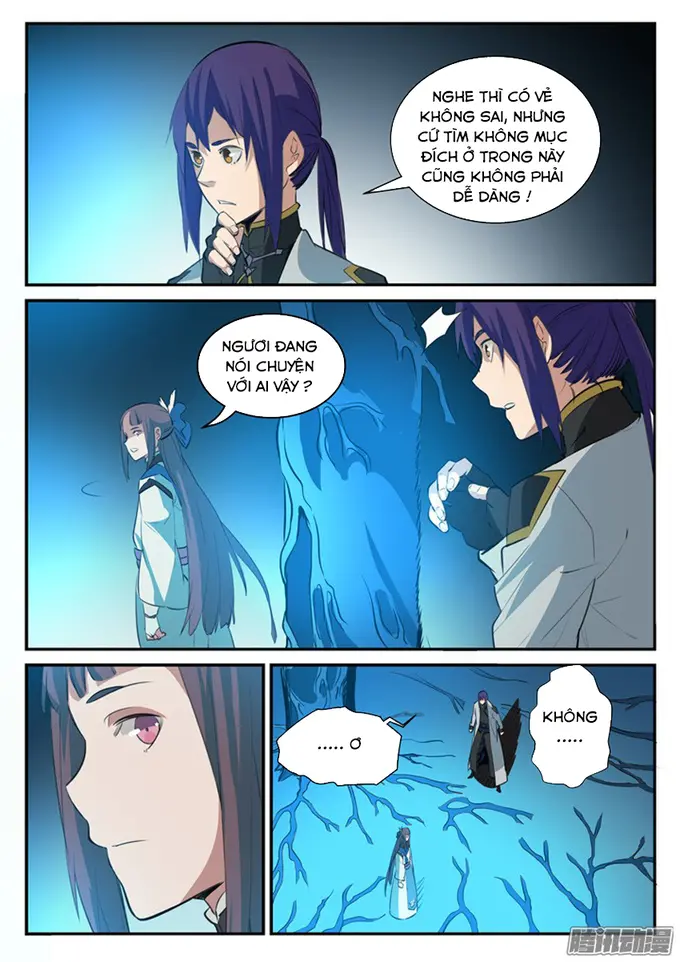 NGHE THÌ CÓ VẺ
KHÔNG SAI, NHƯNG
CỨ TÌM KHÔNG MỤC
ĐÍCH Ở TRONG NÀY
CŨNG KHÔNG PHẢI
DỄ DÀNG !
NGƯƠI ĐANG
NÓI CHUYỆN
VỚI AI VẬY ?
..... Ơ
KHÔNG
.....
腾讯动漫